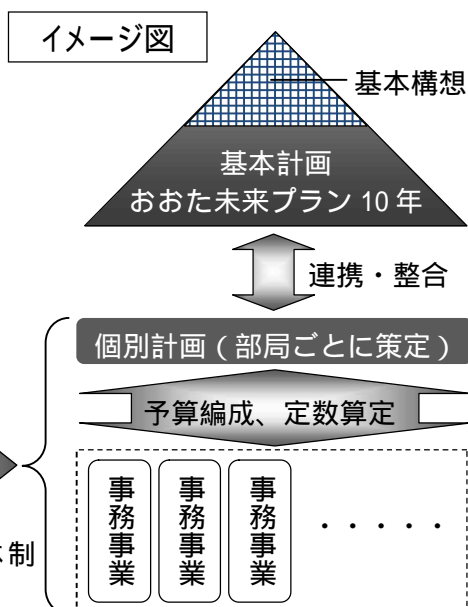 イメージ図
基本構想
基本計画
おおた未来プラン 10 年
連携・整合
個別計画（部局ごとに策定）
予算編成、定数算定
事務事業
事務事業
事務事業
・・・・・
制